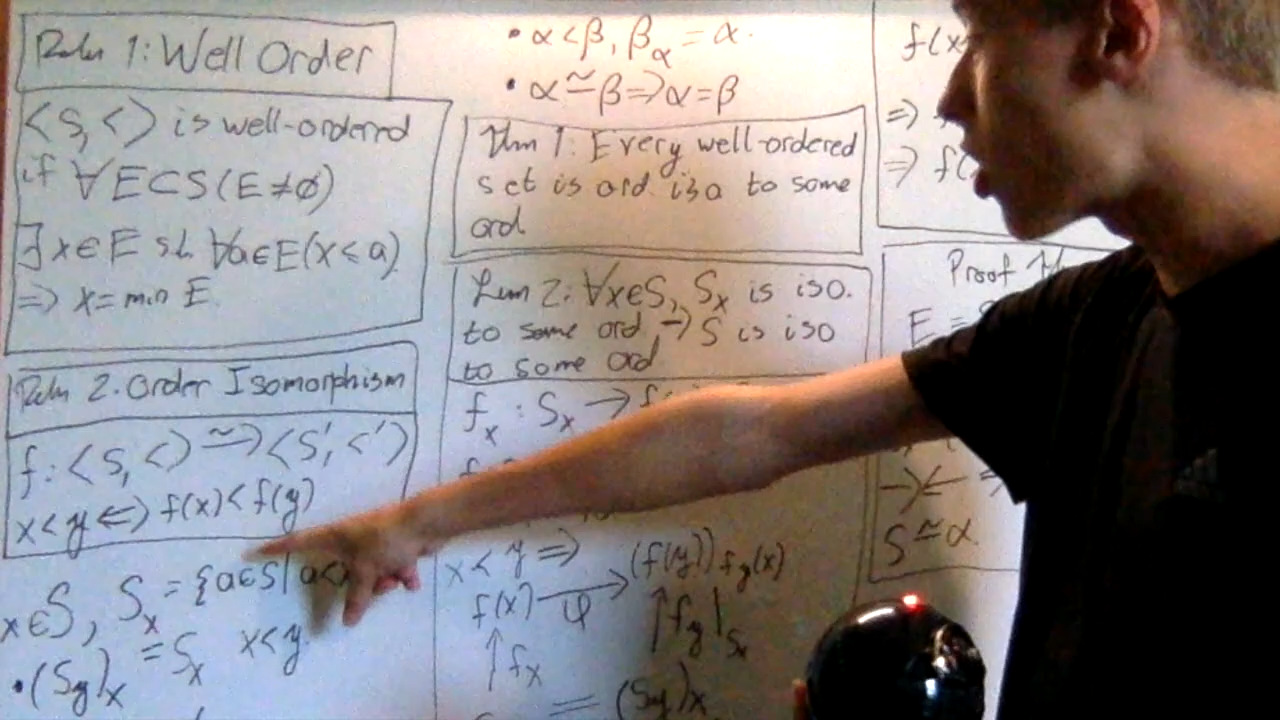 Defn 1: Well Order
<S, <> is well-ordered
if ∀E⊂S(E≠∅)
∃x∈E st. ∀a∈E(x≤a)
=> x=min E
Defn 2. Order Isomorphism
f: <S, <> ≅→ <S', <'>
x<y <=> f(x)<f(y)
x∈S, S_x = {a∈S| a<
• (S_y)_x = S_x x<y.
• α<β, β_α = α.
• α≅β => α=β
Thm 1: Every well-ordered
set is ord. iso to some
ord
Lem 2: ∀x∈S, S_x is iso.
to some ord, → S is iso
to some ord
f_x : S_x →
x<y =>
(f(y))_{f_y(x)}
f(x) → φ
↑f_x
↑f_y|_{S_x}
= (S_y)_x
f(x
=>
=> f(
Proof
E =
→← =>
S≅α.